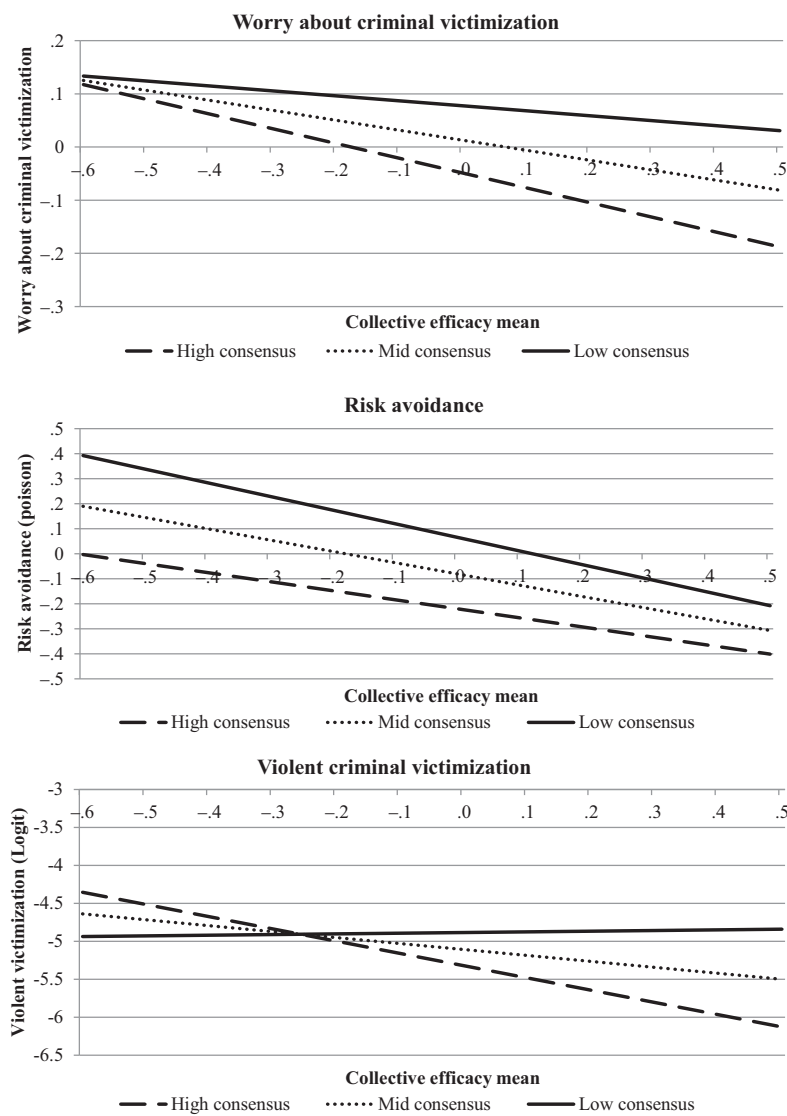 Worry about criminal victimization
Worry about criminal victimization
.2
0.1
0
–0.1
–0.2
–.3
–.6 –.5 –.4 –.3 –.2 –.1 .0 .1 .2 .3 .4 .5
Collective efficacy mean
High consensus Mid consensus Low consensus
Risk avoidance
Risk avoidance (poisson)
.5
.4
.3
.2
.1
0
–.1
–.2
–.3
–.4
–.5
–.6 –.5 –.4 –.3 –.2 –.1 .0 .1 .2 .3 .4 .5
Collective efficacy mean
High consensus Mid consensus Low consensus
Violent criminal victimization
Violent victimization (Logit)
-3
–.6 –.5 –.4 –.3 –.2 –.1 .0 .1 .2 .3 .4 .5
-3.5
-4
-4.5
-5
-5.5
-6
-6.5
Collective efficacy mean
High consensus Mid consensus Low consensus